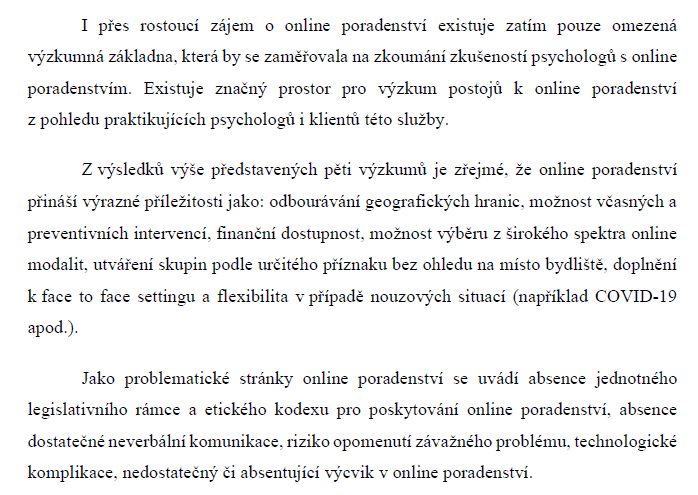 I přes rostoucí zájem o online poradenství existuje zatím pouze omezená
výzkumná základna, která by se zaměřovala na zkoumání zkušeností psychologů s online
poradenstvím. Existuje značný prostor pro výzkum postojů k online poradenství
z pohledu praktikujících psychologů i klientů této služby.
Z výsledků výše představených pěti výzkumů je zřejmé, že online poradenství
přináší výrazné příležitosti jako: odbourávání geografických hranic, možnost včasných a
preventivních intervencí, finanční dostupnost, možnost výběru z širokého spektra online
modalit, utváření skupin podle určitého příznaku bez ohledu na místo bydliště, doplnění
k face to face settingu a flexibilita v případě nouzových situací (například COVID-19
apod.).
Jako problematické stránky online poradenství se uvádí absence jednotného
legislativního rámce a etického kodexu pro poskytování online poradenství, absence
dostatečné neverbální komunikace, riziko opomenutí závažného problému, technologické
komplikace, nedostatečný či absentující výcvik v online poradenství.